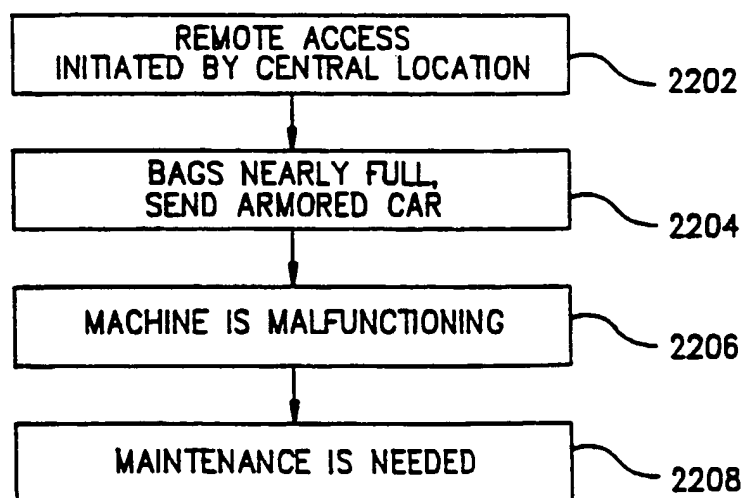 REMOTE ACCESS
INITIATED BY CENTRAL LOCATION
2202
BAGS NEARLY FULL,
SEND ARMORED CAR
2204
MACHINE IS MALFUNCTIONING
2206
MAINTENANCE IS NEEDED
2208